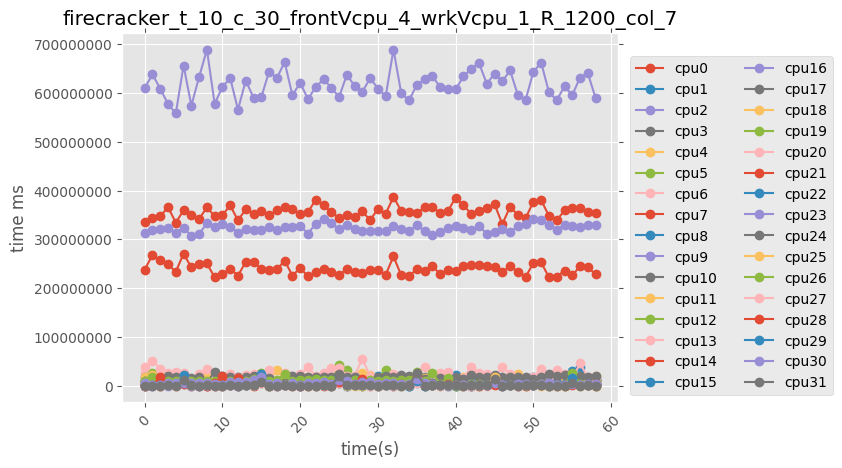 firecracker_t_10_c_30_frontVcpu_4_wrkVcpu_1_R_1200_col_7
700000000
600000000
500000000
400000000
300000000
200000000
100000000
0
time ms
0
10
20
30
40
50
60
time(s)
cpu0
cpu1
cpu2
cpu3
cpu4
cpu5
cpu6
cpu7
cpu8
cpu9
cpu10
cpu11
cpu12
cpu13
cpu14
cpu15
cpu16
cpu17
cpu18
cpu19
cpu20
cpu21
cpu22
cpu23
cpu24
cpu25
cpu26
cpu27
cpu28
cpu29
cpu30
cpu31